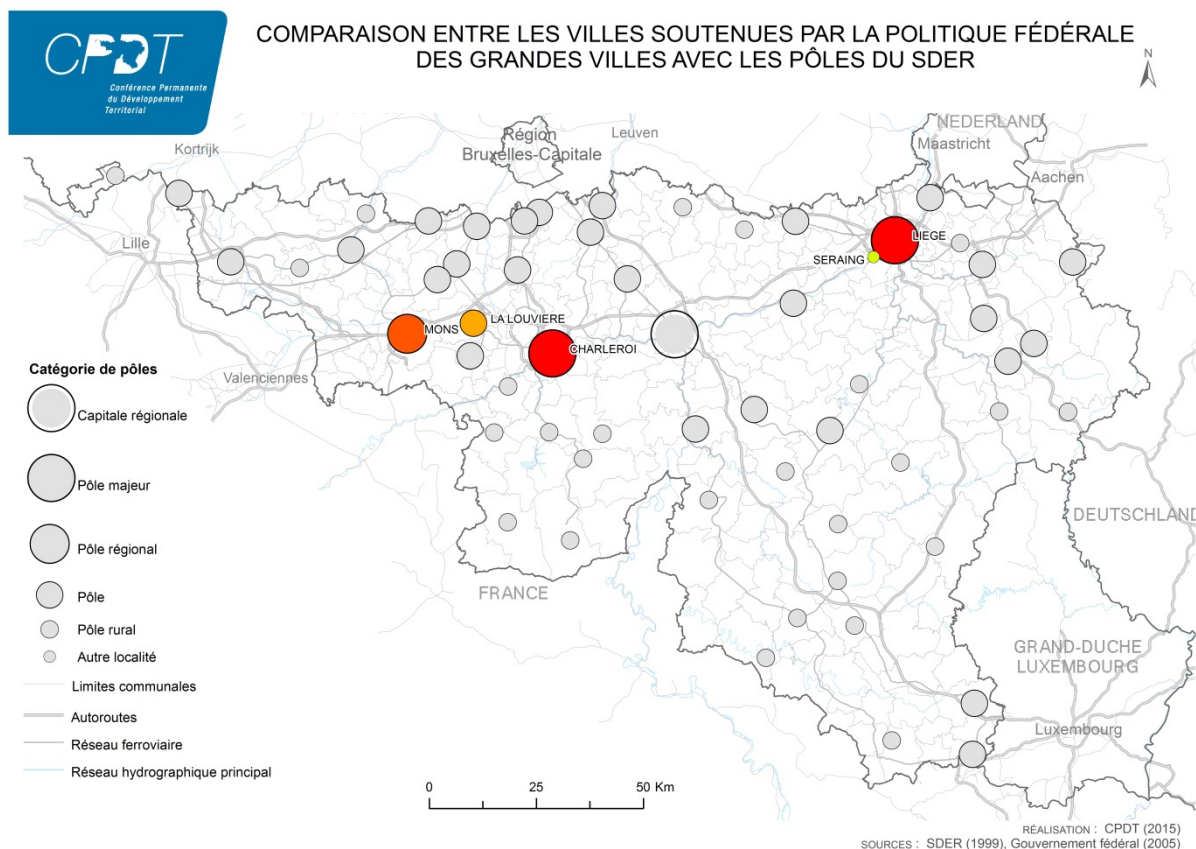 CPDT
Conférence Permanente
du Développement
Territorial
COMPARAISON ENTRE LES VILLES SOUTENUES PAR LA POLITIQUE FÉDÉRALE
DES GRANDES VILLES AVEC LES PÔLES DU SDER
N
NEDERLAND
Maastricht
Région
Bruxelles-Capitale
Leuven
Kortrijk
Aachen
Lille
LIEGE
SERAING
LA LOUVIERE
MONS
CHARLEROI
Valenciennes
Catégorie de pôles
Capitale régionale
Pôle majeur
Pôle régional
Pôle
Pôle rural
Autre localité
Limites communales
Autoroutes
Réseau ferroviaire
Réseau hydrographique principal
DEUTSCHLAND
FRANCE
GRAND-DUCHE
LUXEMBOURG
Luxembourg
0 25 50 Km
RÉALISATION : CPDT (2015)
SOURCES : SDER (1999), Gouvernement fédéral (2005)